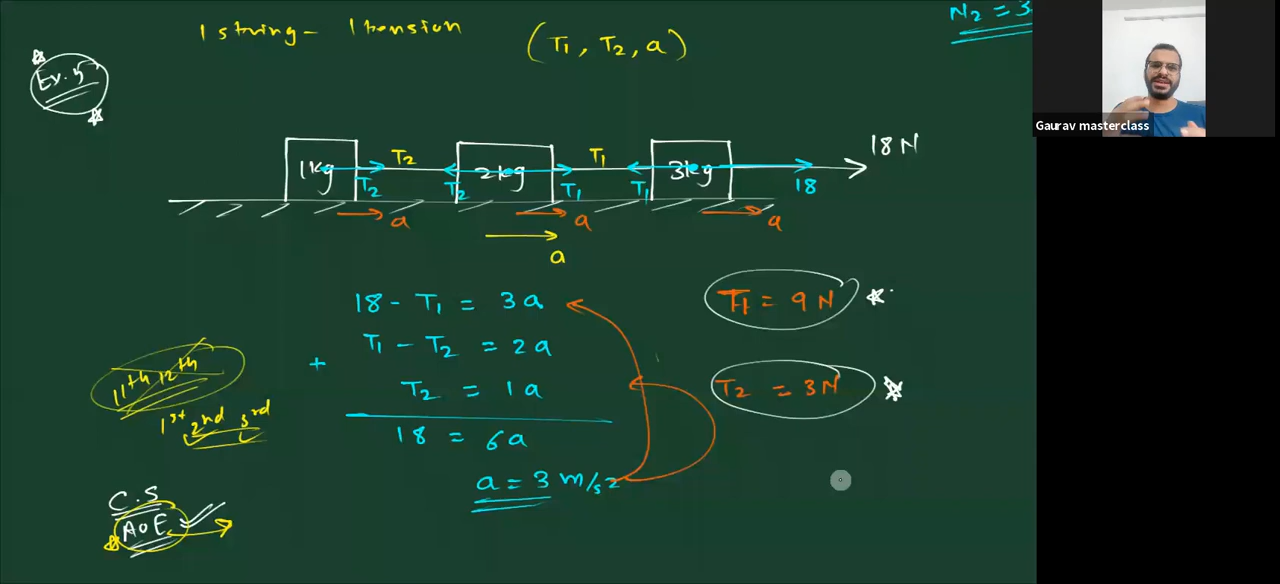 1 string - 1 tension
(T1, T2, a)
N2 = 3
Ex. 5
Gaurav masterclass
18 N
1kg T2 2kg T1 3kg
T2 T2 T1 T1 18
a a a
a
18 - T1 = 3a
T1 - T2 = 2a
+
T2 = 1a
18 = 6a
a = 3 m/s2
T1 = 9 N
T2 = 3N
11th 12th
1st 2nd 3rd
C.S
AOE